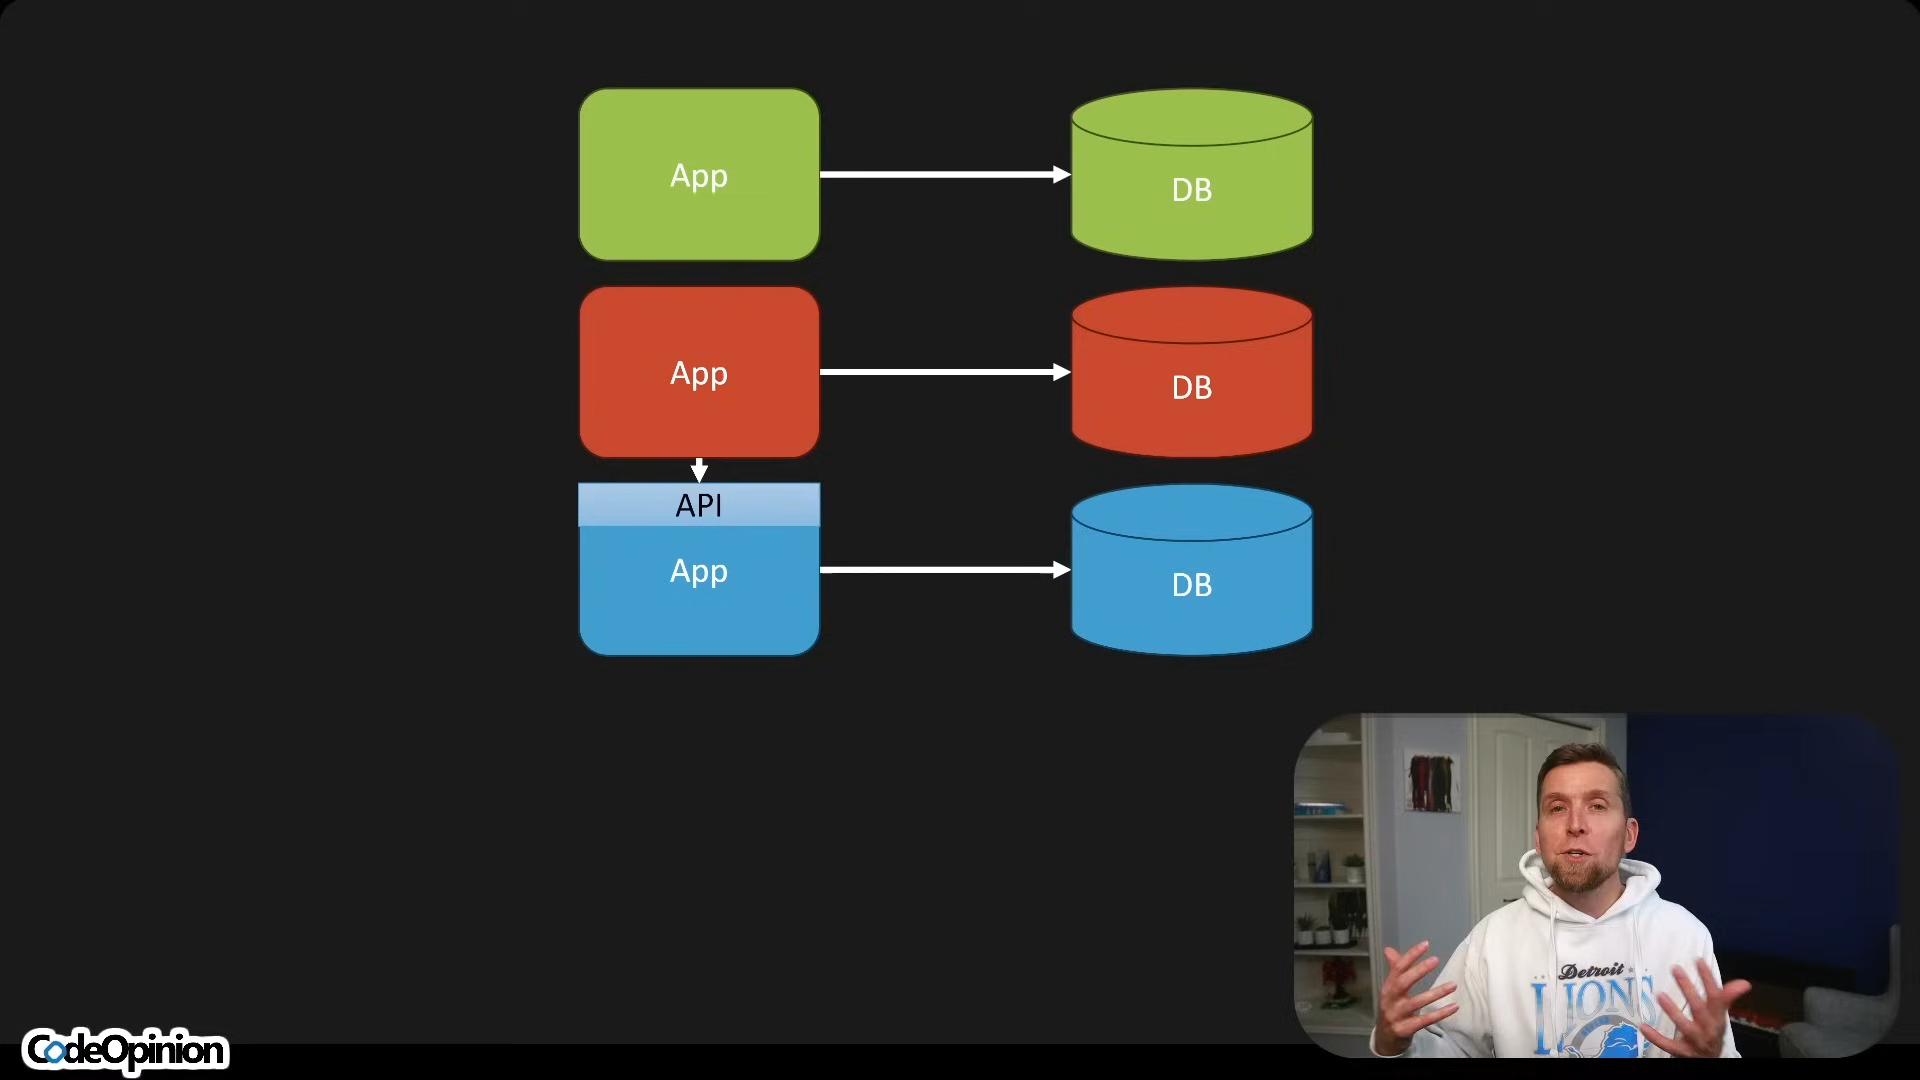 App
DB
App
DB
API
App
DB
Detroit
LIONS
CodeOpinion